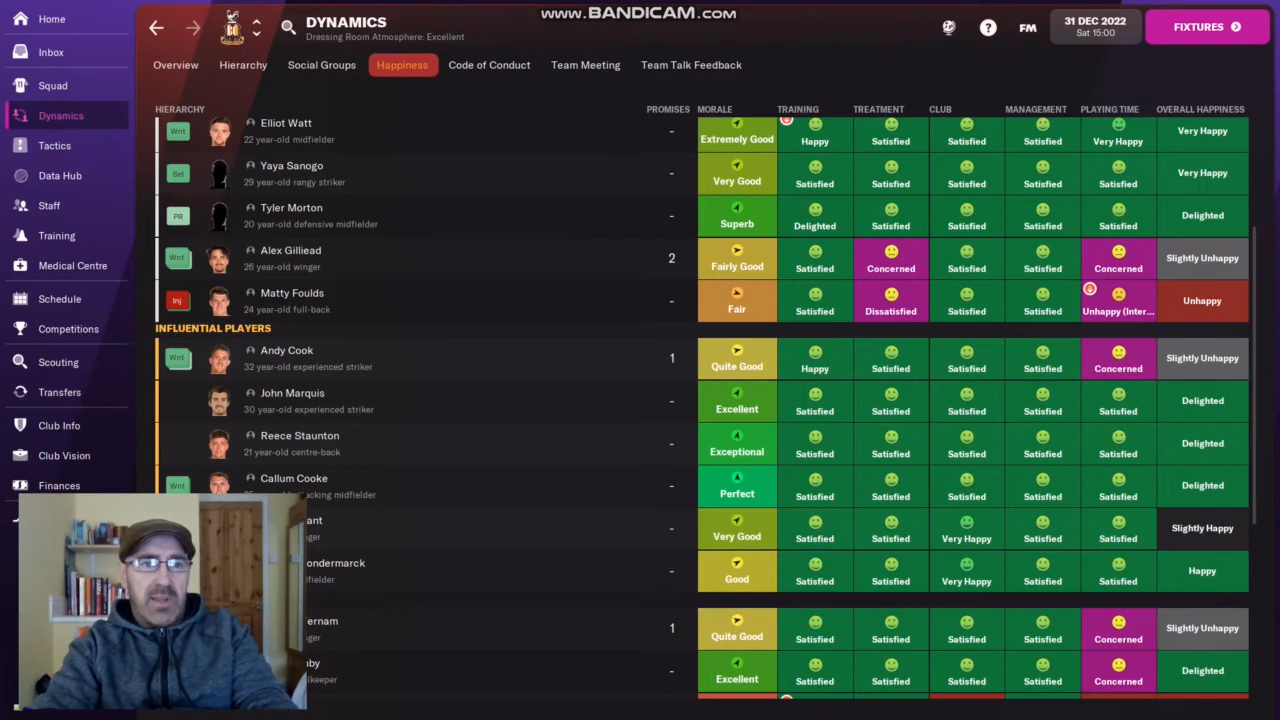 www.BANDICAM.com
Home
Inbox
Squad
Dynamics
Tactics
Data Hub
Staff
Training
Medical Centre
Schedule
Competitions
Scouting
Transfers
Club Info
Club Vision
Finances
DYNAMICS
Dressing Room Atmosphere: Excellent
? FM
31 DEC 2022
Sat 15:00
FIXTURES
Overview Hierarchy Social Groups Happiness Code of Conduct Team Meeting Team Talk Feedback
HIERARCHY PROMISES MORALE TRAINING TREATMENT CLUB MANAGEMENT PLAYING TIME OVERALL HAPPINESS
Wnt Elliot Watt - Extremely Good Happy Satisfied Satisfied Satisfied Very Happy Very Happy
22 year-old midfielder
Set Yaya Sanogo - Very Good Satisfied Satisfied Satisfied Satisfied Satisfied Very Happy
29 year-old rangy striker
PR Tyler Morton - Superb Delighted Satisfied Satisfied Satisfied Satisfied Delighted
20 year-old defensive midfielder
Wnt Alex Gilliead 2 Fairly Good Satisfied Concerned Satisfied Satisfied Concerned Slightly Unhappy
26 year-old winger
Inj Matty Foulds - Fair Satisfied Dissatisfied Satisfied Satisfied Unhappy (Inter... Unhappy
24 year-old full-back
INFLUENTIAL PLAYERS
Wnt Andy Cook 1 Quite Good Happy Satisfied Satisfied Satisfied Concerned Slightly Unhappy
32 year-old experienced striker
John Marquis - Excellent Satisfied Satisfied Satisfied Satisfied Satisfied Delighted
30 year-old experienced striker
Reece Staunton - Exceptional Satisfied Satisfied Satisfied Satisfied Satisfied Delighted
21 year-old centre-back
Wnt Callum Cooke - Perfect Satisfied Satisfied Satisfied Satisfied Satisfied Delighted
acking midfielder
ant - Very Good Satisfied Satisfied Very Happy Satisfied Satisfied Slightly Happy
nger
ondermarck - Good Satisfied Satisfied Very Happy Satisfied Satisfied Happy
dfielder
ernam 1 Quite Good Satisfied Satisfied Satisfied Satisfied Concerned Slightly Unhappy
nger
nby - Excellent Satisfied Satisfied Satisfied Satisfied Concerned Delighted
lkeeper